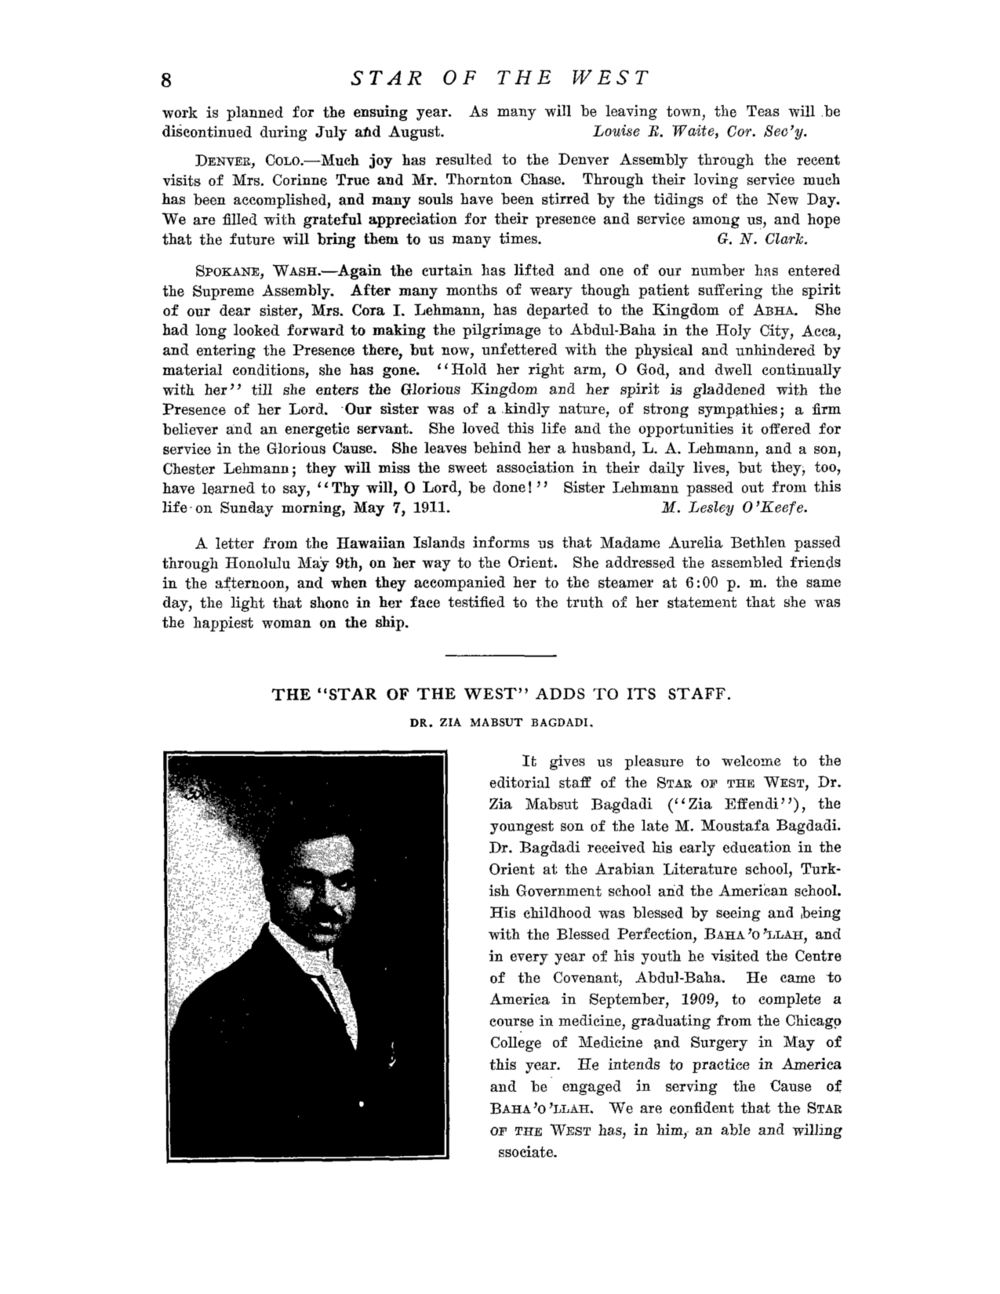 8 STAR OF THE WEST
work is planned for the ensuing year. As many will be leaving town, the Teas will be
discontinued during July and August. Louise R. Waite, Cor. Sec'y.
DENVER, COLO.—Much joy has resulted to the Denver Assembly through the recent
visits of Mrs. Corinne True and Mr. Thornton Chase. Through their loving service much
has been accomplished, and many souls have been stirred by the tidings of the New Day.
We are filled with grateful appreciation for their presence and service among us, and hope
that the future will bring them to us many times. G. N. Clark.
SPOKANE, WASH.—Again the curtain has lifted and one of our number has entered
the Supreme Assembly. After many months of weary though patient suffering the spirit
of our dear sister, Mrs. Cora I. Lehmann, has departed to the Kingdom of ABHA. She
had long looked forward to making the pilgrimage to Abdul-Baha in the Holy City, Acca,
and entering the Presence there, but now, unfettered with the physical and unhindered by
material conditions, she has gone. "Hold her right arm, O God, and dwell continually
with her" till she enters the Glorious Kingdom and her spirit is gladdened with the
Presence of her Lord. Our sister was of a kindly nature, of strong sympathies; a firm
believer and an energetic servant. She loved this life and the opportunities it offered for
service in the Glorious Cause. She leaves behind her a husband, L. A. Lehmann, and a son,
Chester Lehmann; they will miss the sweet association in their daily lives, but they, too,
have learned to say, "Thy will, O Lord, be done!" Sister Lehmann passed out from this
life on Sunday morning, May 7, 1911. M. Lesley O'Keefe.
A letter from the Hawaiian Islands informs us that Madame Aurelia Bethlen passed
through Honolulu May 9th, on her way to the Orient. She addressed the assembled friends
in the afternoon, and when they accompanied her to the steamer at 6:00 p. m. the same
day, the light that shone in her face testified to the truth of her statement that she was
the happiest woman on the ship.
THE "STAR OF THE WEST" ADDS TO ITS STAFF.
DR. ZIA MABSUT BAGDADI.
It gives us pleasure to welcome to the
editorial staff of the STAR OF THE WEST, Dr.
Zia Mabsut Bagdadi ("Zia Effendi"), the
youngest son of the late M. Moustafa Bagdadi.
Dr. Bagdadi received his early education in the
Orient at the Arabian Literature school, Turk-
ish Government school and the American school.
His childhood was blessed by seeing and being
with the Blessed Perfection, BAHA'O'LLAH, and
in every year of his youth he visited the Centre
of the Covenant, Abdul-Baha. He came to
America in September, 1909, to complete a
course in medicine, graduating from the Chicago
College of Medicine and Surgery in May of
this year. He intends to practice in America
and be engaged in serving the Cause of
BAHA'O'LLAH. We are confident that the STAR
OF THE WEST has, in him, an able and willing
ssociate.